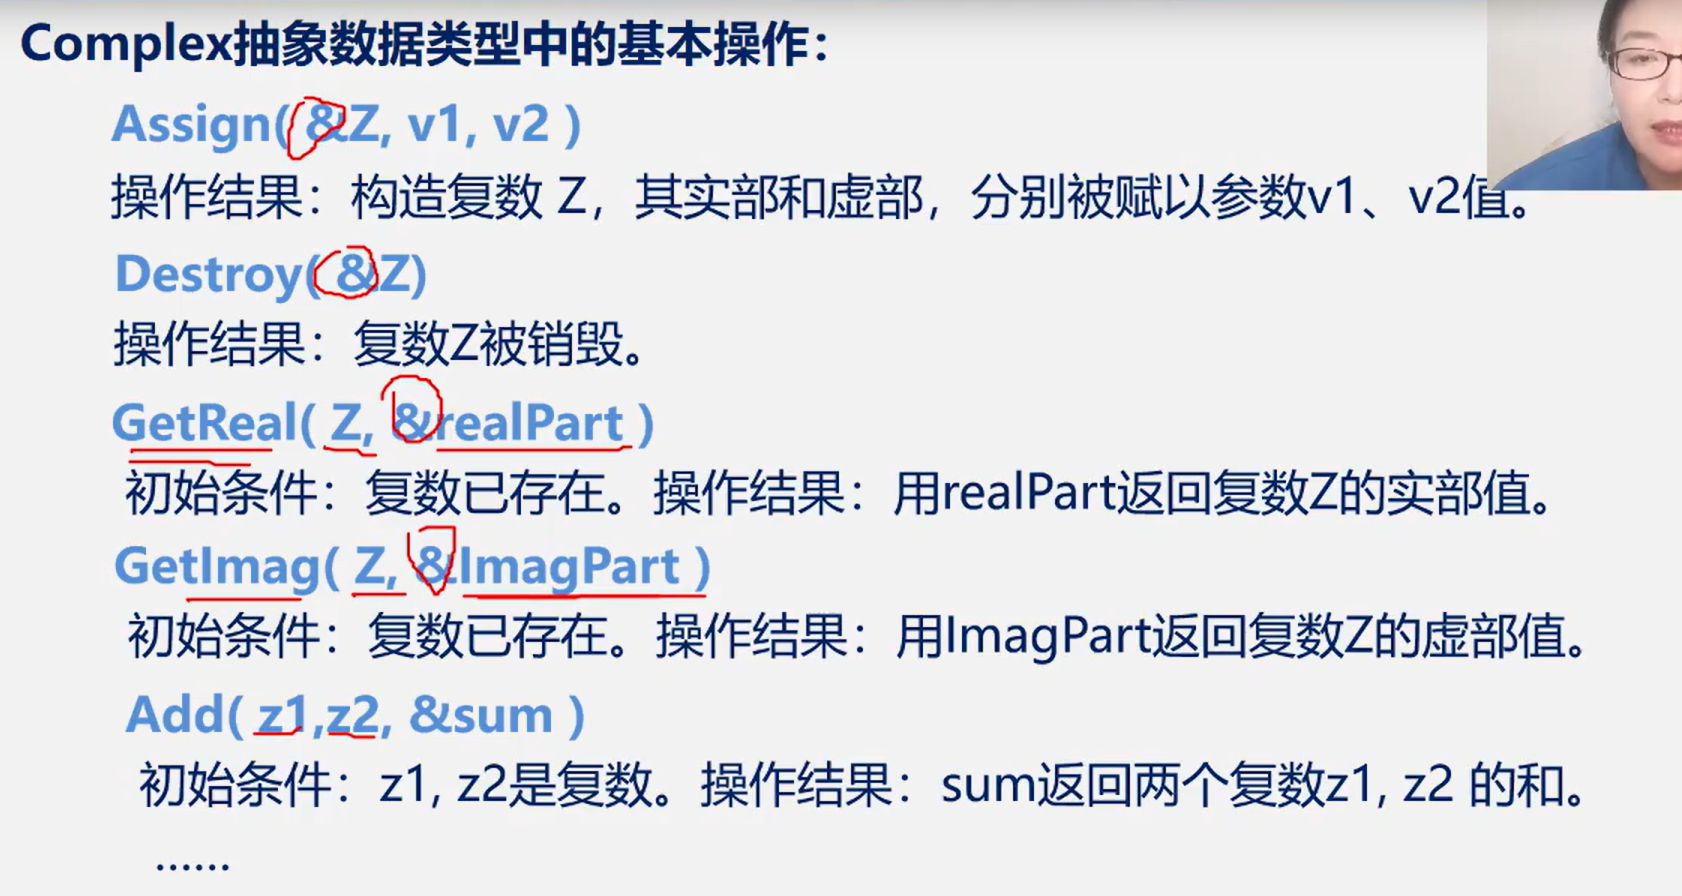 Complex抽象数据类型中的基本操作：
Assign( &Z, v1, v2 )
操作结果：构造复数 Z，其实部和虚部，分别被赋以参数v1、v2值。
Destroy( &Z)
操作结果：复数Z被销毁。
GetReal( Z, &realPart )
初始条件：复数已存在。操作结果：用realPart返回复数Z的实部值。
GetImag( Z, &ImagPart )
初始条件：复数已存在。操作结果：用ImagPart返回复数Z的虚部值。
Add( z1,z2, &sum )
初始条件：z1, z2是复数。操作结果：sum返回两个复数z1, z2 的和。
......